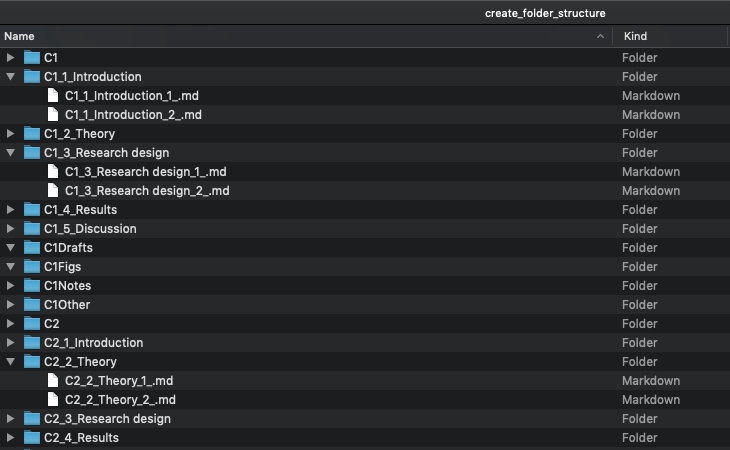 create_folder_structure
Name Kind
C1 Folder
C1_1_Introduction Folder
C1_1_Introduction_1_.md Markdown
C1_1_Introduction_2_.md Markdown
C1_2_Theory Folder
C1_3_Research design Folder
C1_3_Research design_1_.md Markdown
C1_3_Research design_2_.md Markdown
C1_4_Results Folder
C1_5_Discussion Folder
C1Drafts Folder
C1Figs Folder
C1Notes Folder
C1Other Folder
C2 Folder
C2_1_Introduction Folder
C2_2_Theory Folder
C2_2_Theory_1_.md Markdown
C2_2_Theory_2_.md Markdown
C2_3_Research design Folder
C2_4_Results Folder